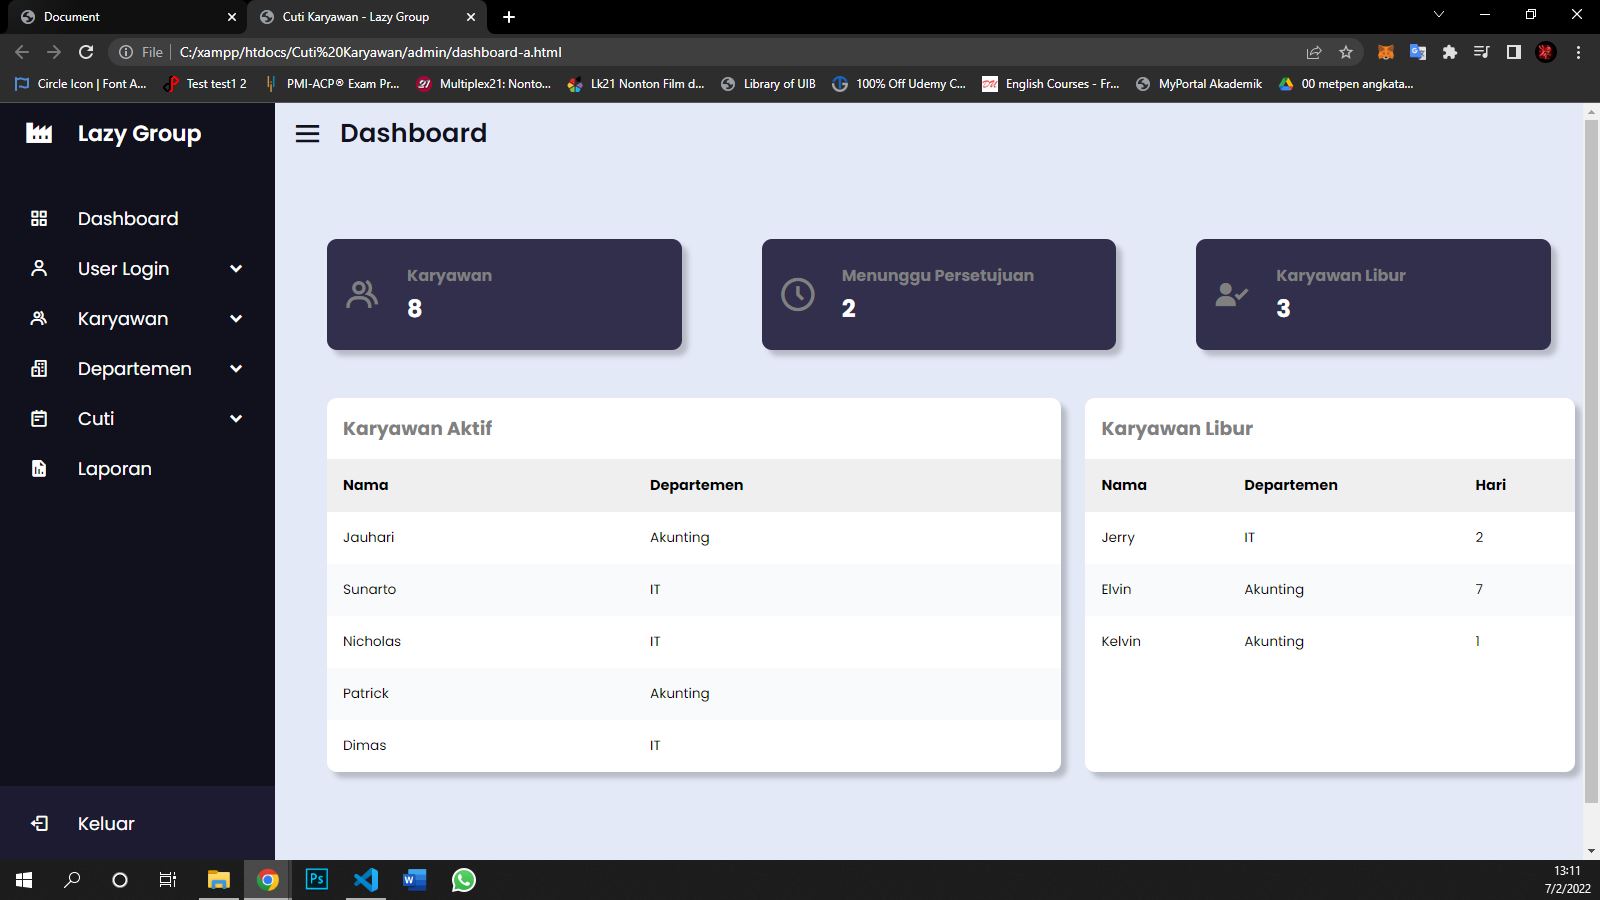 Document
Cuti Karyawan - Lazy Group
File
C:/xampp/htdocs/Cuti%20Karyawan/admin/dashboard-a.html
Circle Icon | Font A...
Test test1 2
PMI-ACP® Exam Pr...
Multiplex21: Nonto...
Lk21 Nonton Film d...
Library of UIB
100% Off Udemy C...
English Courses - Fr...
MyPortal Akademik
00 metpen angkata...
Lazy Group
Dashboard
Dashboard
User Login
Karyawan
Departemen
Cuti
Laporan
Keluar
Karyawan
8
Menunggu Persetujuan
2
Karyawan Libur
3
Karyawan Aktif
Nama Departemen
Jauhari Akunting
Sunarto IT
Nicholas IT
Patrick Akunting
Dimas IT
Karyawan Libur
Nama Departemen Hari
Jerry IT 2
Elvin Akunting 7
Kelvin Akunting 1
Ps
W
13:11
7/2/2022